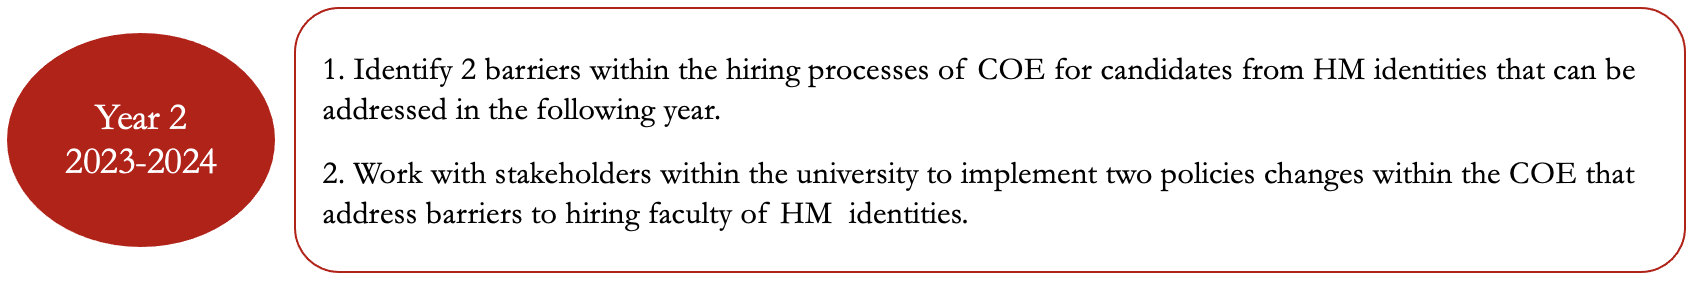 Year 2
2023-2024
1. Identify 2 barriers within the hiring processes of COE for candidates from HM identities that can be
addressed in the following year.
2. Work with stakeholders within the university to implement two policies changes within the COE that
address barriers to hiring faculty of HM  identities.